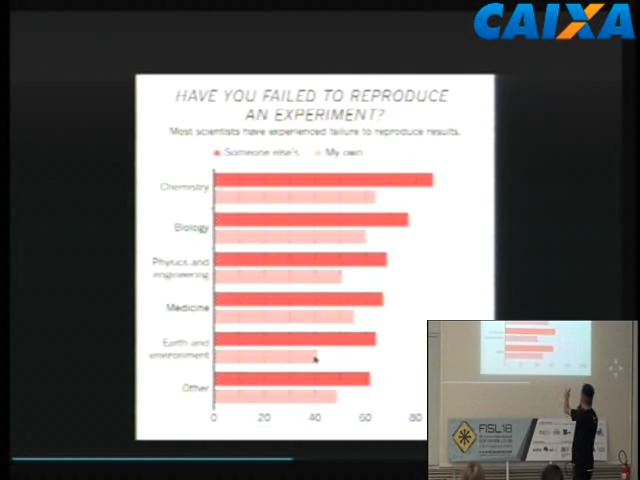 CAIXA
HAVE YOU FAILED TO REPRODUCE
AN EXPERIMENT?
Most scientists have experienced failure to reproduce results.
Someone else's My own
Chemistry
Biology
Physics and
engineering
Medicine
Earth and
environment
Other
0 20 40 60 80
FISL18